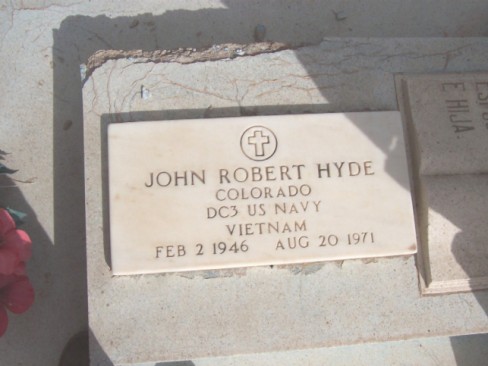 JOHN ROBERT HYDE
COLORADO
DC3 US NAVY
VIETNAM
FEB 2 1946 AUG 20 1971
E HIJA.